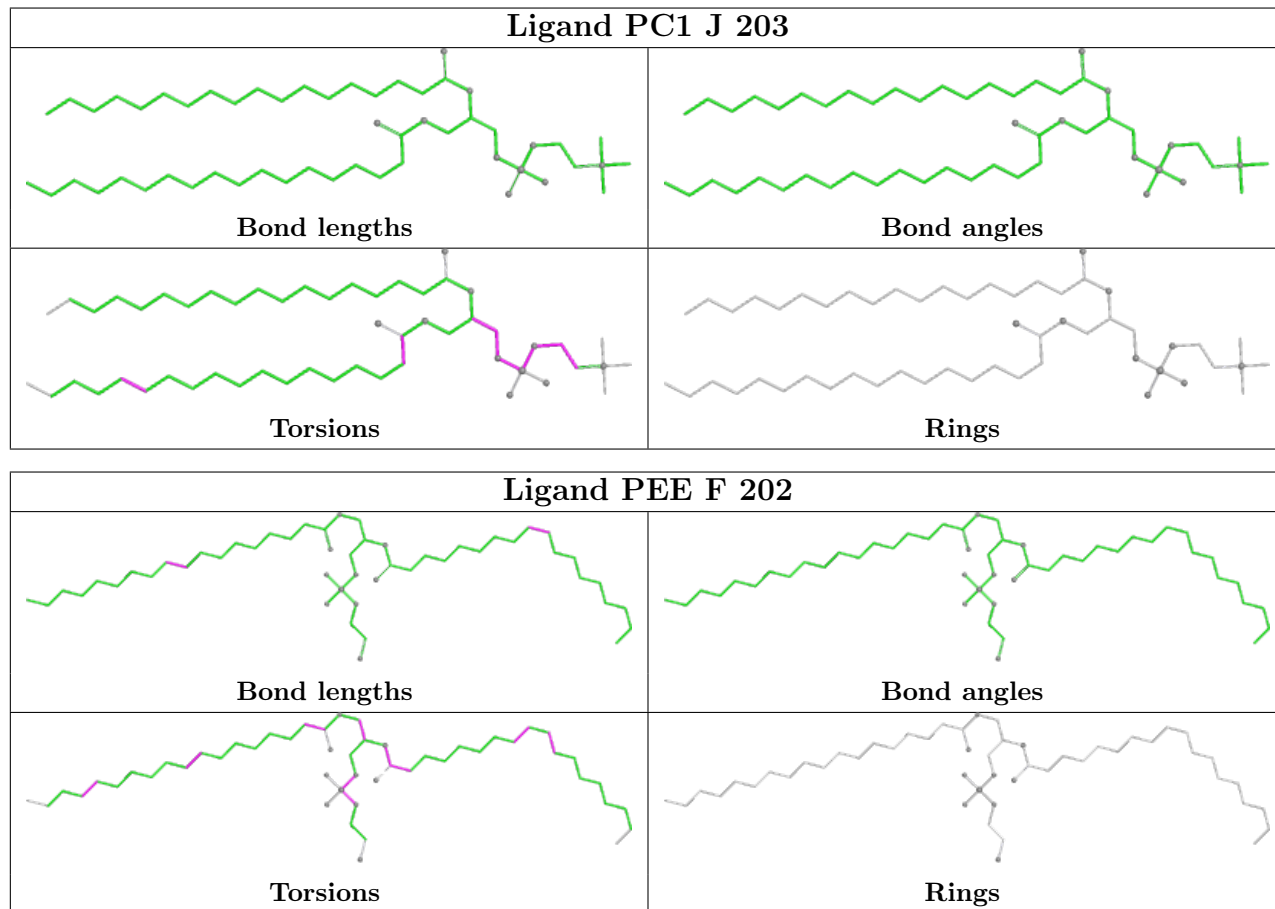 Ligand PC1 J 203
Bond lengths
Bond angles
Torsions
Rings
Ligand PEE F 202
Bond lengths
Bond angles
Torsions
Rings